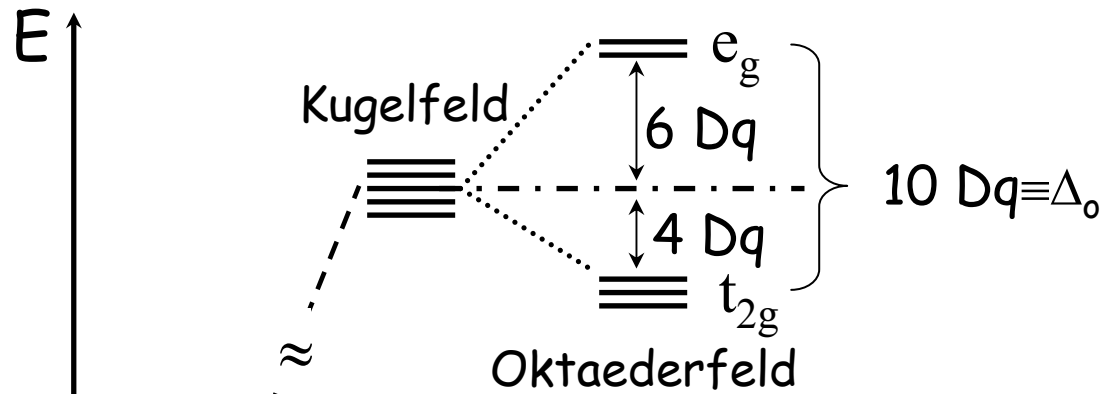 E
e_g
Kugelfeld
6 Dq
10 Dq≡Δ_o
4 Dq
t_2g
≈
Oktaederfeld